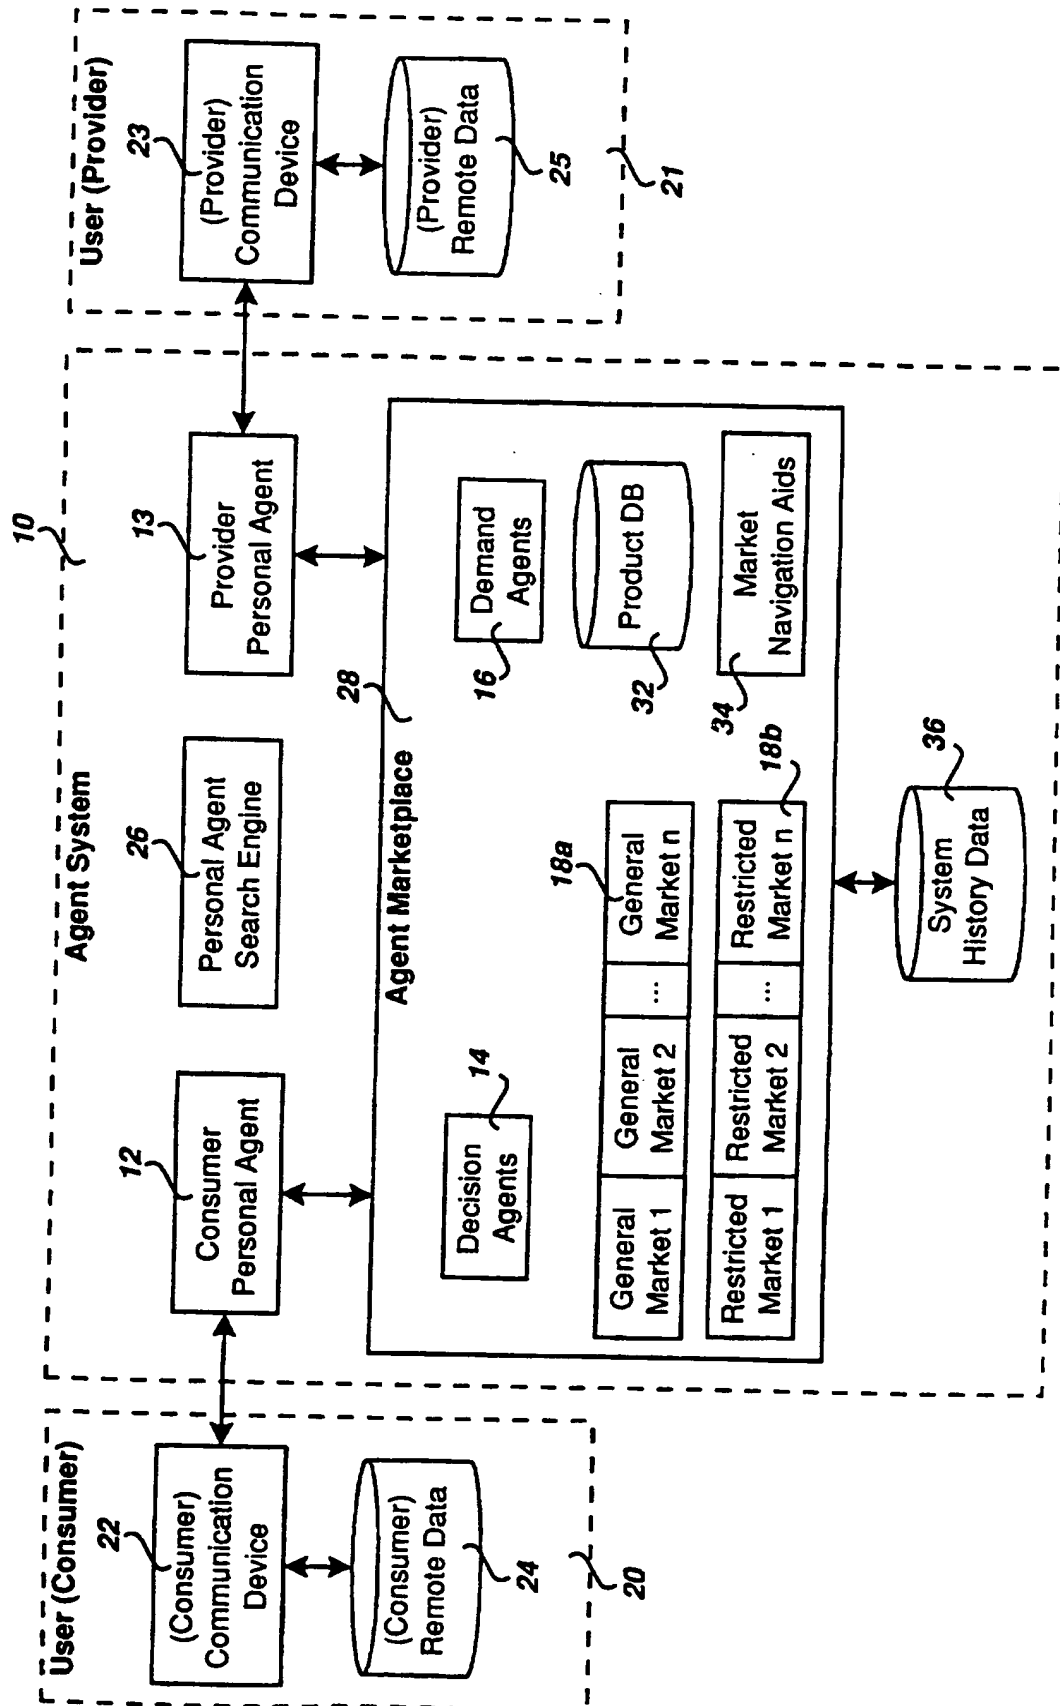 User (Consumer)
22
(Consumer)
Communication
Device
(Consumer)
Remote Data
24
20
10
Agent System
12
Consumer
Personal Agent
26
Personal Agent
Search Engine
13
Provider
Personal Agent
28
Agent Marketplace
Decision
Agents
14
Demand
Agents
16
18a
General
Market 1
General
Market 2
...
General
Market n
Restricted
Market 1
Restricted
Market 2
...
Restricted
Market n
18b
Product DB
32
Market
Navigation Aids
34
System
History Data
36
User (Provider)
23
(Provider)
Communication
Device
(Provider)
Remote Data
25
21